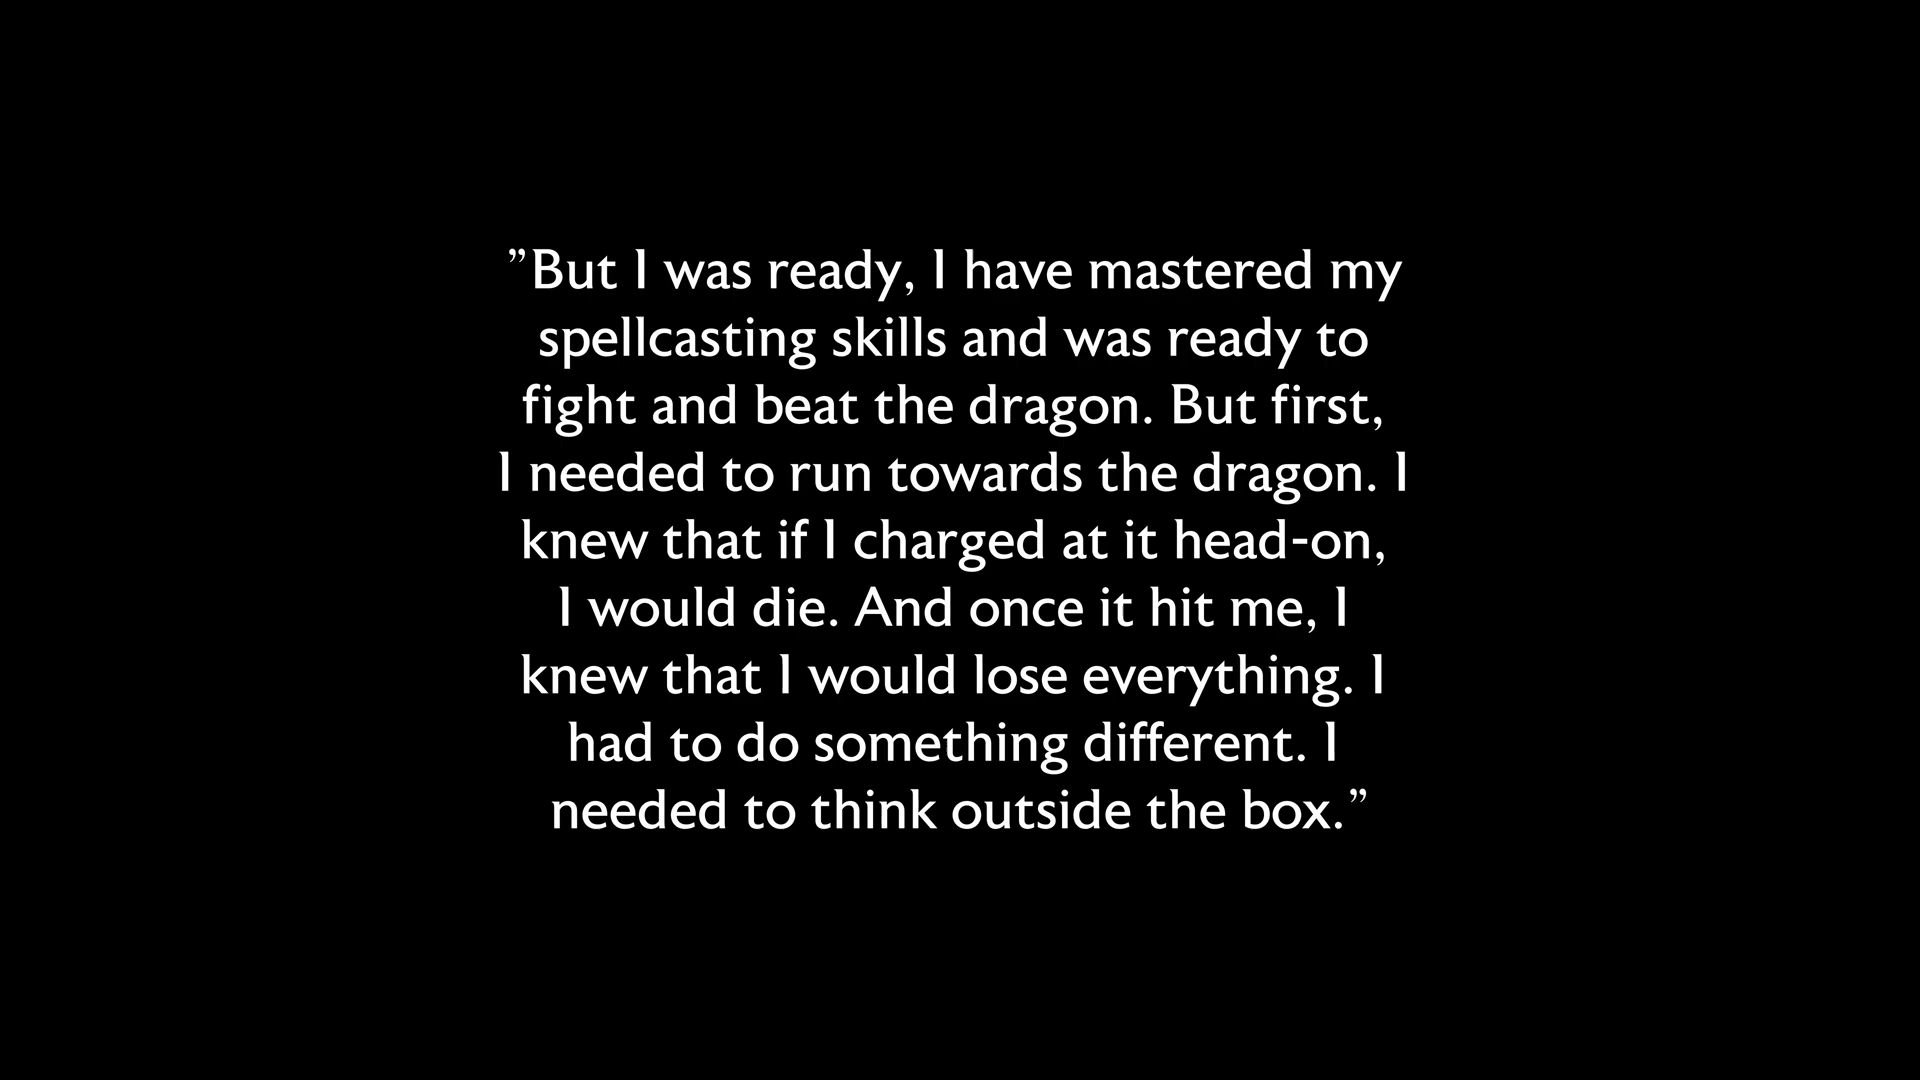 ”But I was ready, I have mastered my
spellcasting skills and was ready to
fight and beat the dragon. But first,
I needed to run towards the dragon. I
knew that if I charged at it head-on,
I would die. And once it hit me, I
knew that I would lose everything. I
had to do something different. I
needed to think outside the box.”